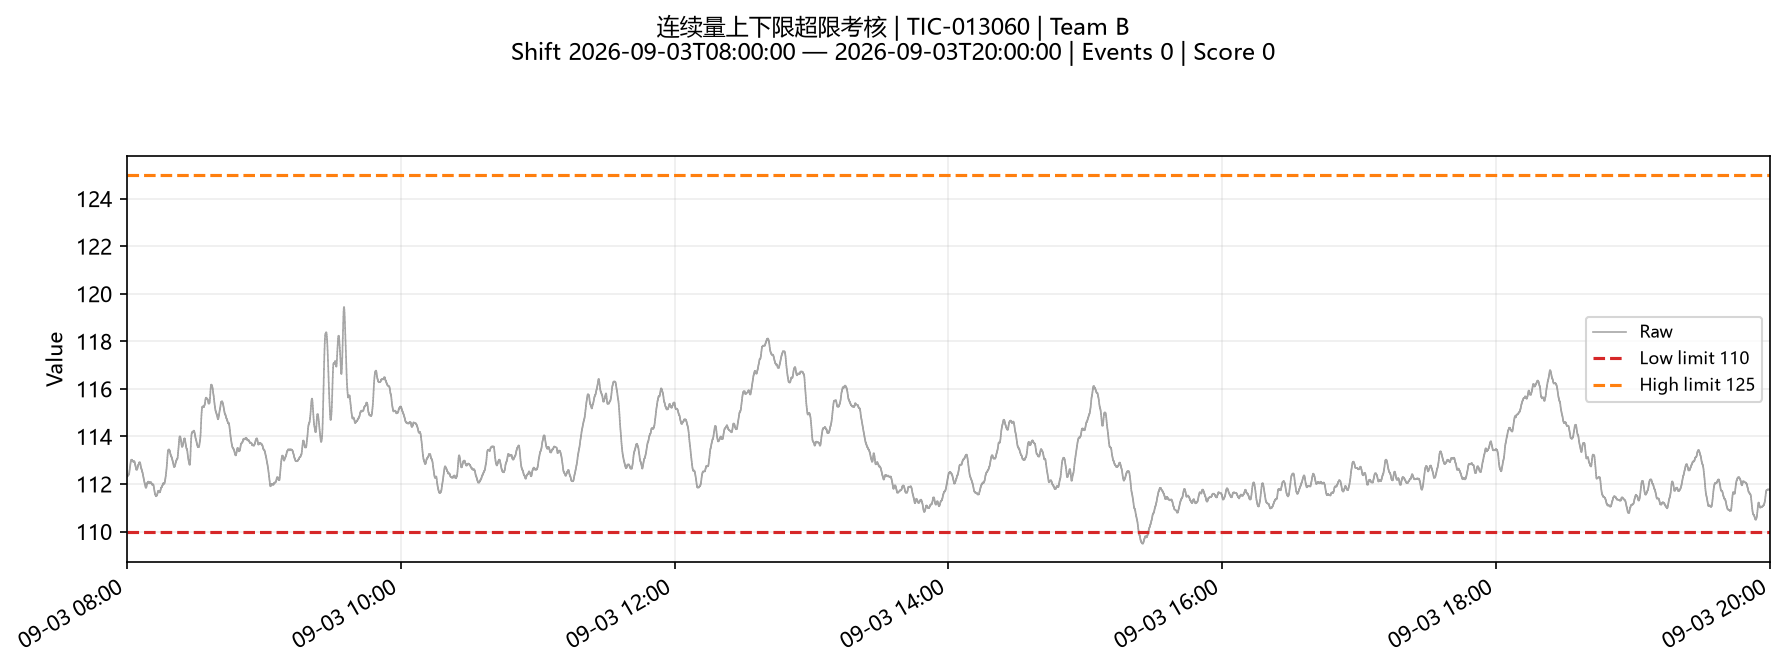 连续量上下限超限考核 | TIC-013060 | Team B
Shift 2026-09-03T08:00:00 — 2026-09-03T20:00:00 | Events 0 | Score 0
Value
124
122
120
118
116
114
112
110
Raw
Low limit 110
High limit 125
09-03 08:00
09-03 10:00
09-03 12:00
09-03 14:00
09-03 16:00
09-03 18:00
09-03 20:00